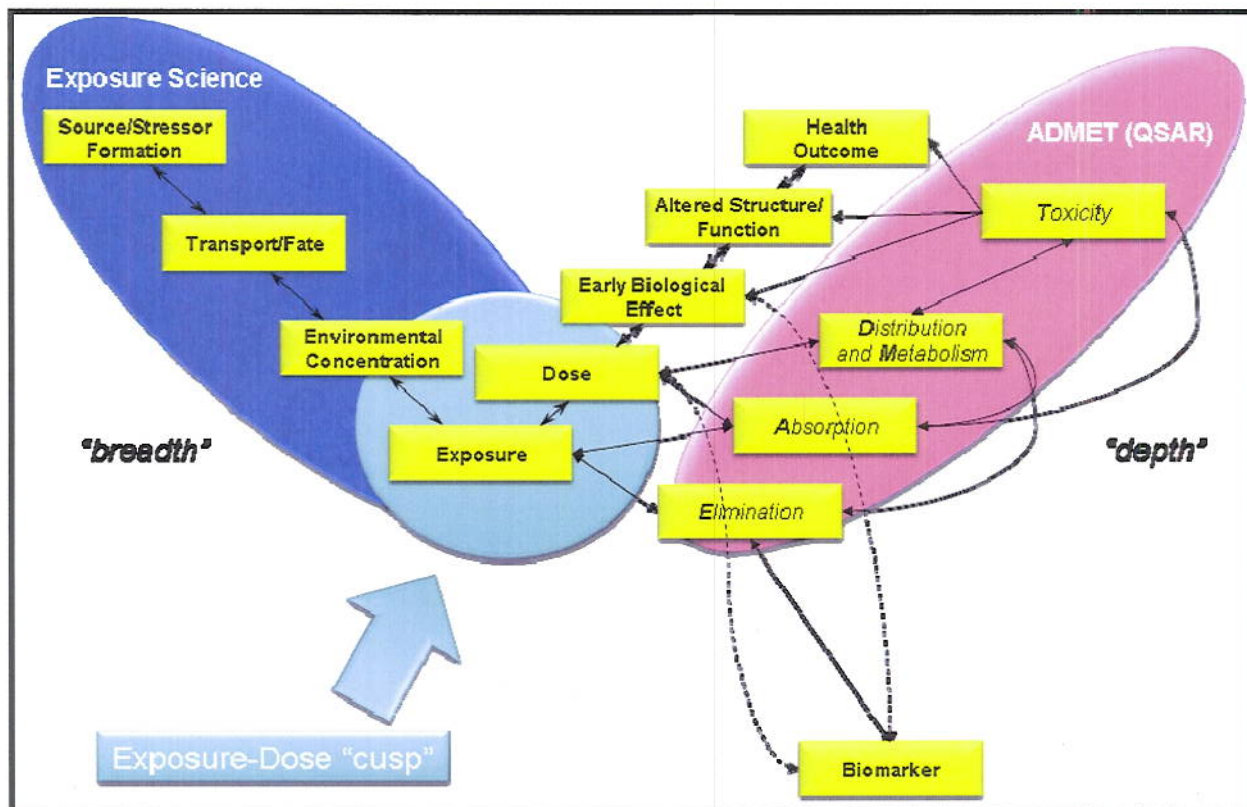 Exposure Science
Source/Stressor
Formation
Transport/Fate
Environmental
Concentration
Exposure
Dose
Early Biological
Effect
Altered Structure/
Function
Health
Outcome
ADMET (QSAR)
Toxicity
Distribution
and Metabolism
Absorption
Elimination
"breadth"
"depth"
Exposure-Dose “cusp”
Biomarker